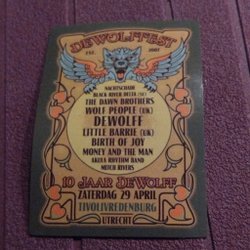 DEWOLFFEST
EST. 2007
NACHTSCHADE
BLACK RIVER DELTA (SE)
THE DAWN BROTHERS
WOLF PEOPLE (UK)
DEWOLFF
LITTLE BARRIE (UK)
BIRTH OF JOY
MONEY AND THE MAN
AKEBA RHYTHM BAND
MITCH RIVERS
10 JAAR DEWOLFF
ZATERDAG 29 APRIL
TIVOLIVREDENBURG
UTRECHT